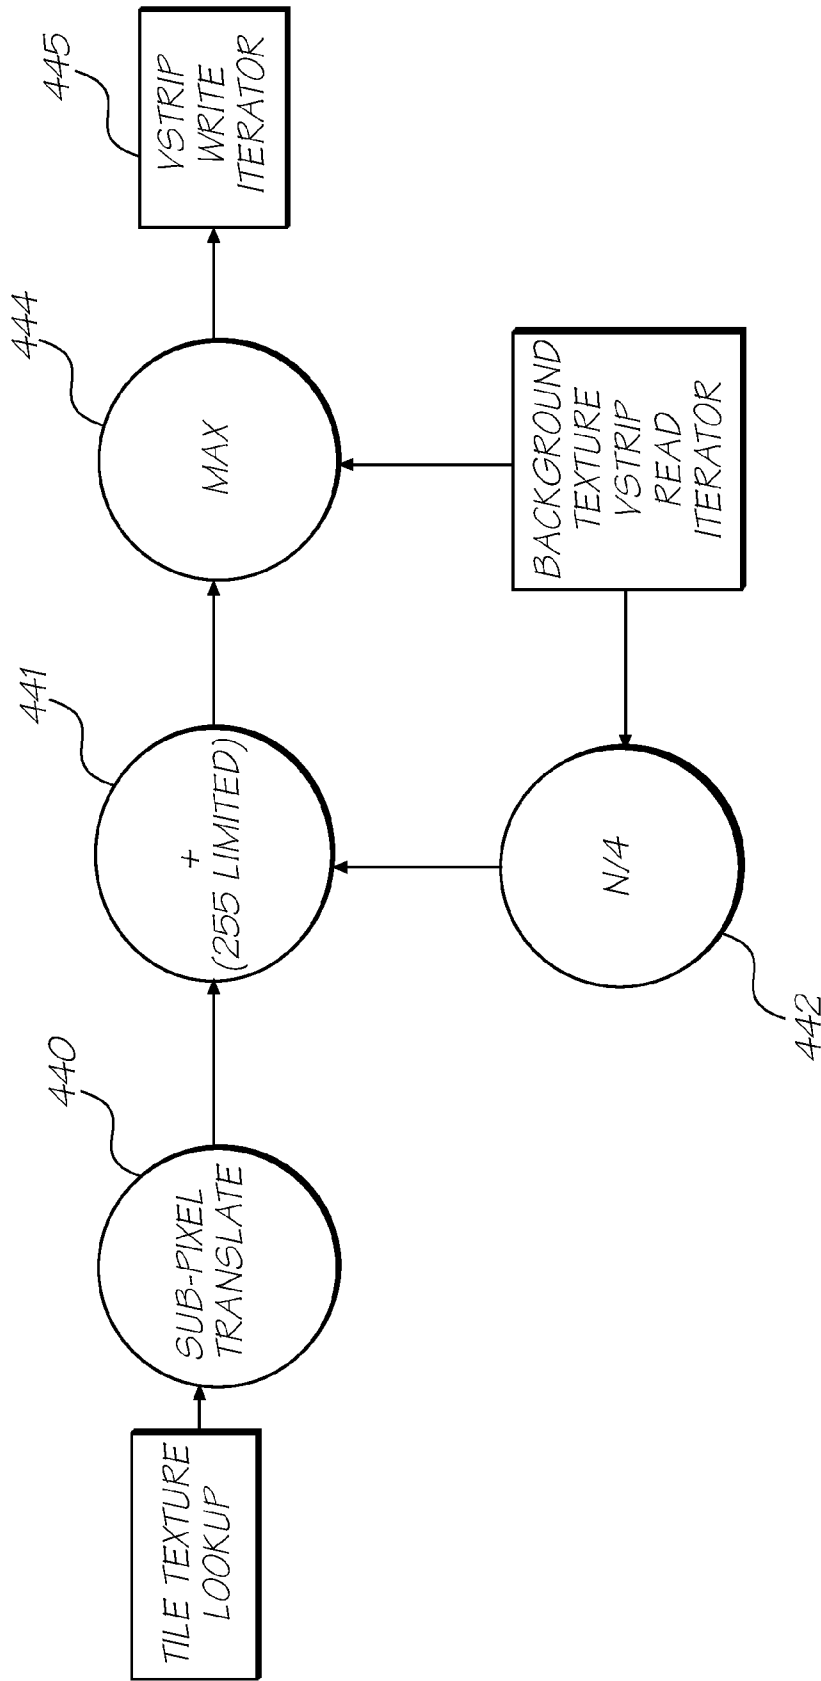 TILE TEXTURE
LOOKUP
440
SUB-PIXEL
TRANSLATE
441
+
(255 LIMITED)
444
MAX
445
VSTRIP
WRITE
ITERATOR
442
N/4
BACKGROUND
TEXTURE
VSTRIP
READ
ITERATOR